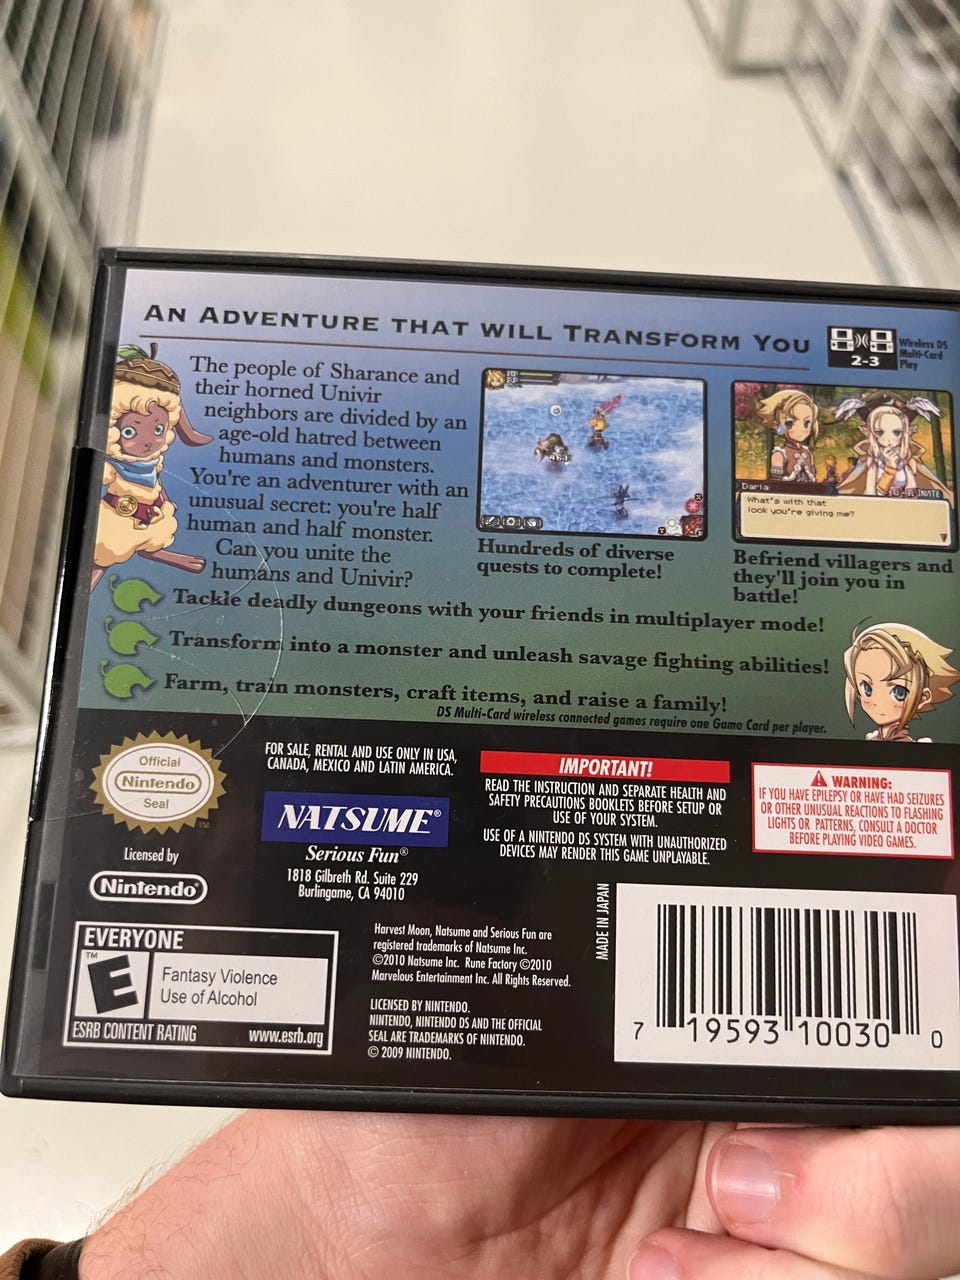 AN ADVENTURE THAT WILL TRANSFORM YOU
2-3
Wireless DS
Multi-Card
Play
The people of Sharance and
their horned Univir
neighbors are divided by an
age-old hatred between
humans and monsters.
You're an adventurer with an
unusual secret: you're half
human and half monster.
Can you unite the
humans and Univir?
HP
RP
Hundreds of diverse
quests to complete!
INVITE
Daria
What's with that
look you're giving me?
Befriend villagers and
they'll join you in
battle!
Tackle deadly dungeons with your friends in multiplayer mode!
Transform into a monster and unleash savage fighting abilities!
Farm, train monsters, craft items, and raise a family!
DS Multi-Card wireless connected games require one Game Card per player.
Official
Nintendo
Seal
TM
Licensed by
Nintendo®
FOR SALE, RENTAL AND USE ONLY IN USA,
CANADA, MEXICO AND LATIN AMERICA.
NATSUME®
Serious Fun®
1818 Gilbreth Rd. Suite 229
Burlingame, CA 94010
IMPORTANT!
READ THE INSTRUCTION AND SEPARATE HEALTH AND
SAFETY PRECAUTIONS BOOKLETS BEFORE SETUP OR
USE OF YOUR SYSTEM.
USE OF A NINTENDO DS SYSTEM WITH UNAUTHORIZED
DEVICES MAY RENDER THIS GAME UNPLAYABLE.
WARNING:
IF YOU HAVE EPILEPSY OR HAVE HAD SEIZURES
OR OTHER UNUSUAL REACTIONS TO FLASHING
LIGHTS OR PATTERNS, CONSULT A DOCTOR
BEFORE PLAYING VIDEO GAMES.
EVERYONE
TM
E
Fantasy Violence
Use of Alcohol
ESRB CONTENT RATING www.esrb.org
Harvest Moon, Natsume and Serious Fun are
registered trademarks of Natsume Inc.
©2010 Natsume Inc. Rune Factory ©2010
Marvelous Entertainment Inc. All Rights Reserved.
LICENSED BY NINTENDO.
NINTENDO, NINTENDO DS AND THE OFFICIAL
SEAL ARE TRADEMARKS OF NINTENDO.
© 2009 NINTENDO.
MADE IN JAPAN
7 19593 10030 0